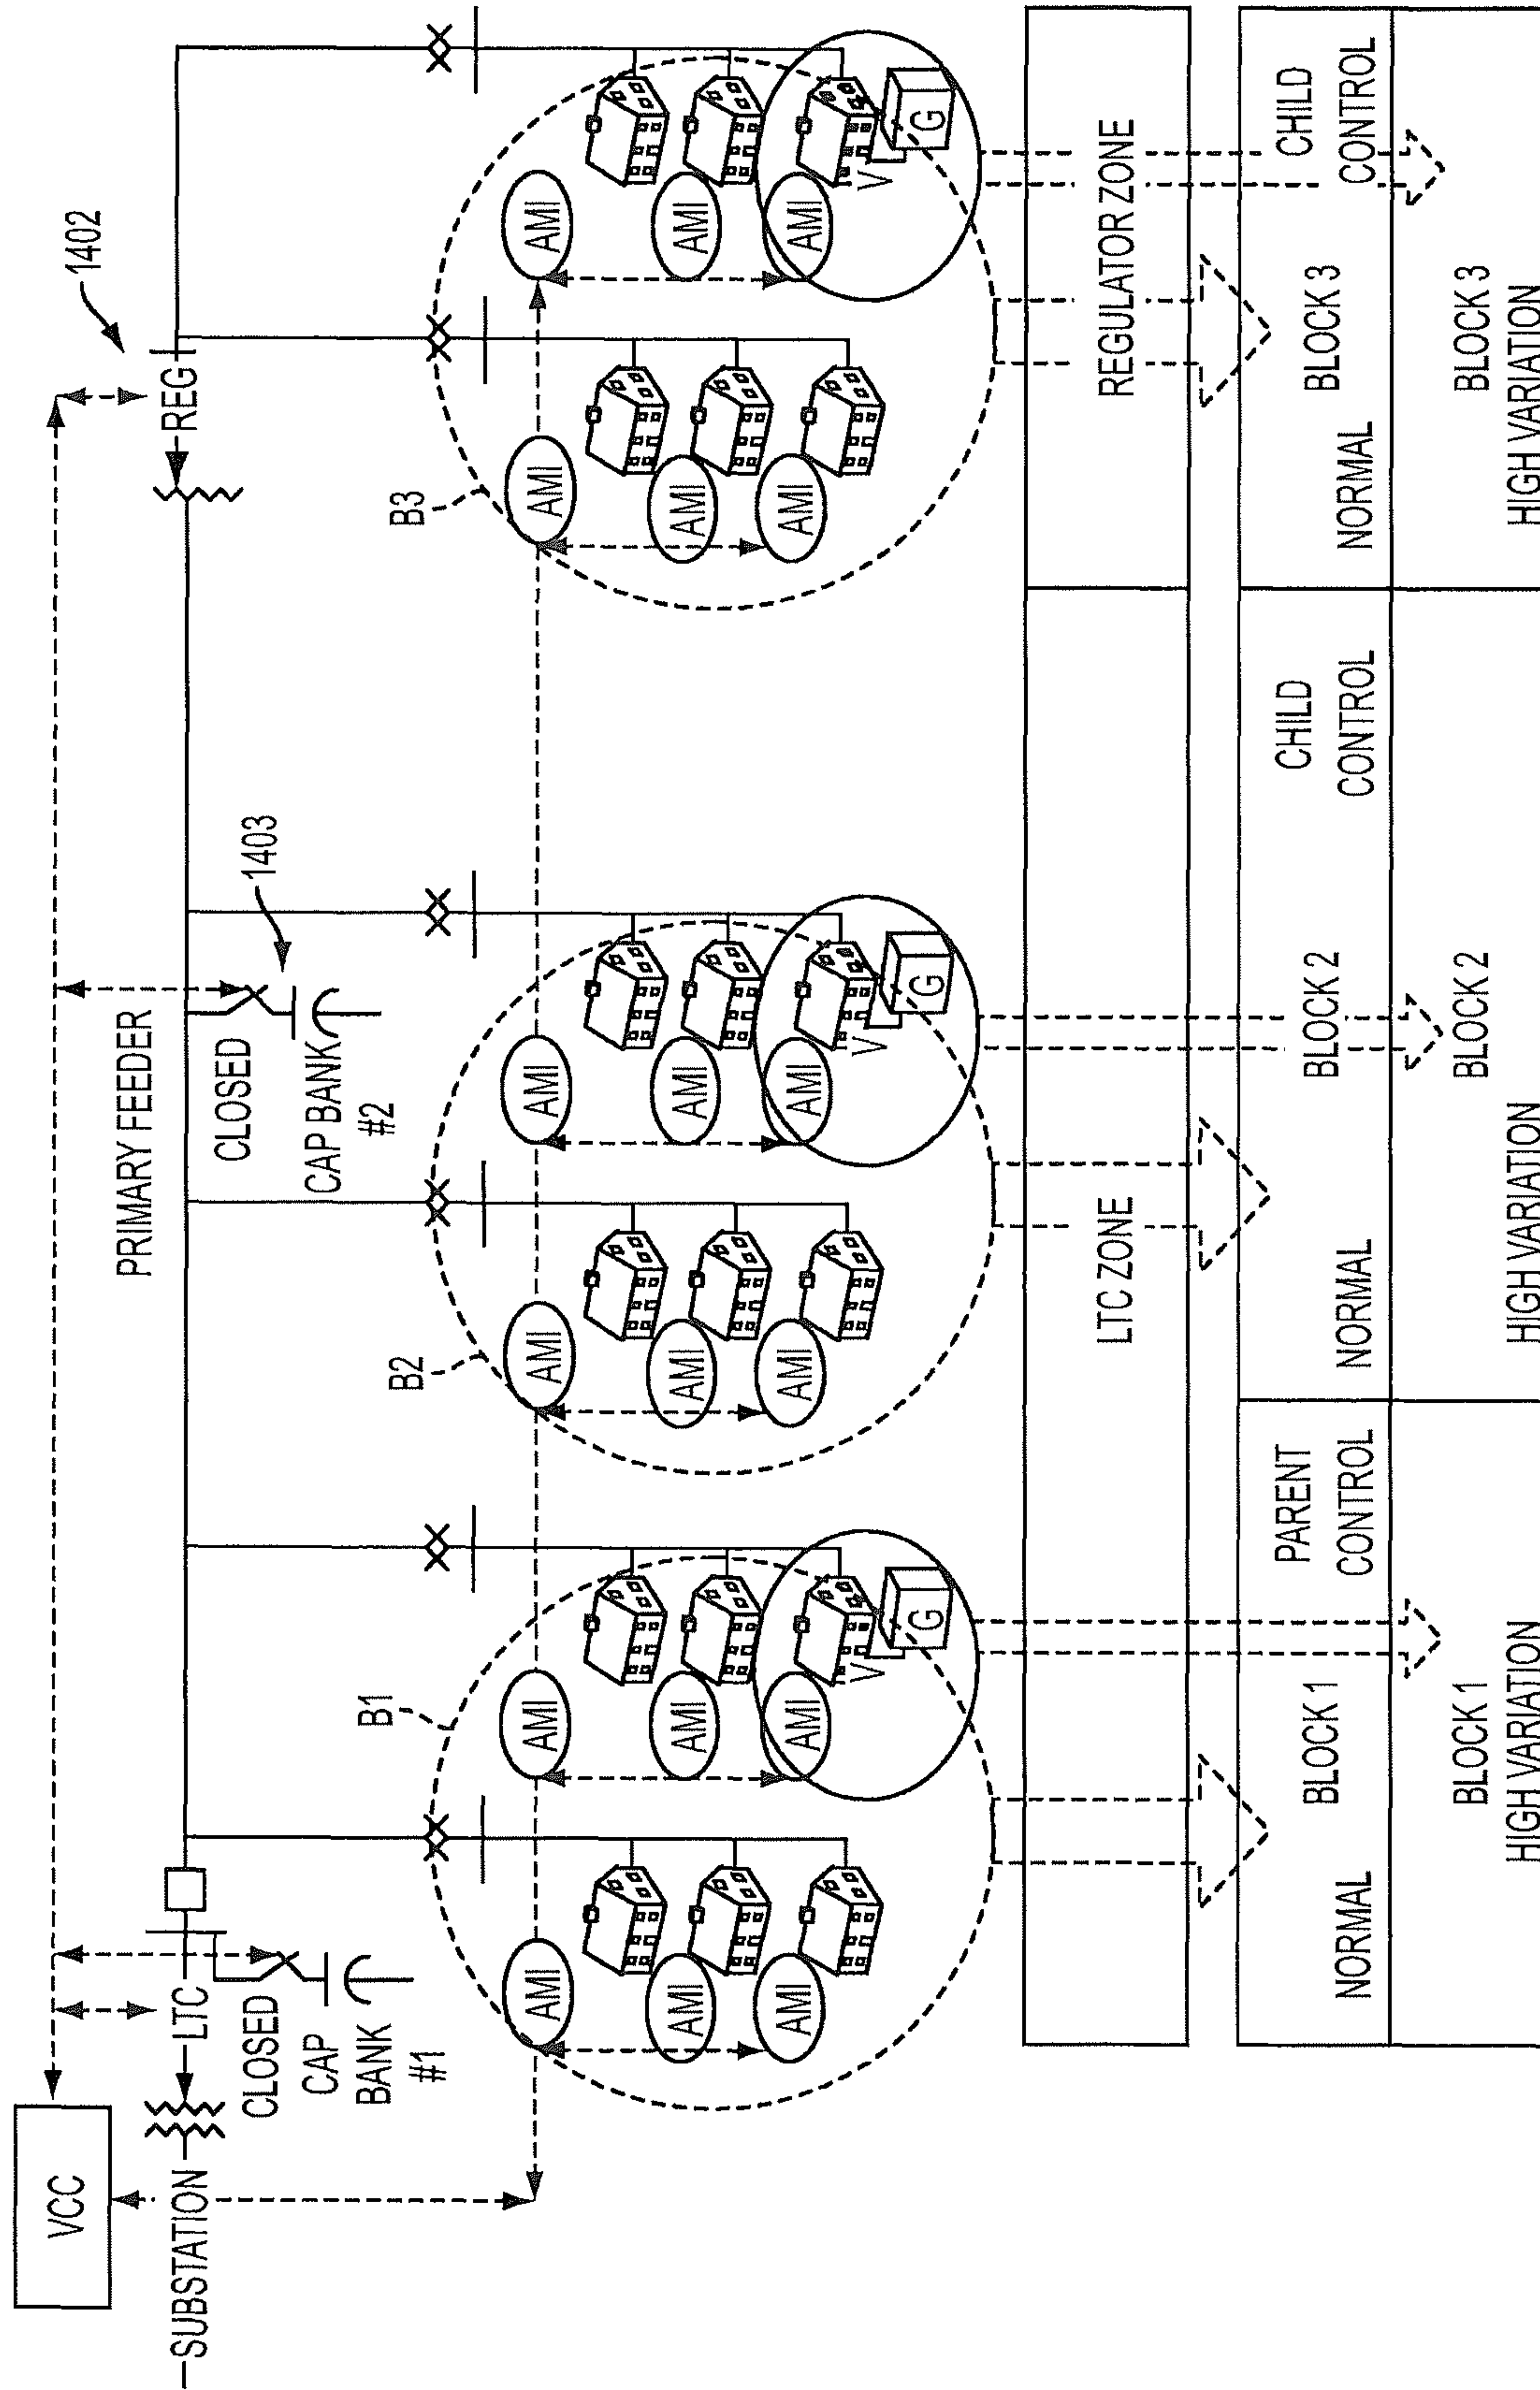 VCC
SUBSTATION
LTC
CLOSED
CAP
BANK
#1
PRIMARY FEEDER
CLOSED
CAP BANK
#2
1403
REG
1402
B1
AMI
AMI
AMI
AMI
AMI
AMI
V
G
B2
AMI
AMI
AMI
AMI
AMI
AMI
V
G
B3
AMI
AMI
AMI
AMI
AMI
AMI
V
G
LTC ZONE
REGULATOR ZONE
NORMAL
BLOCK 1
PARENT
CONTROL
NORMAL
BLOCK 2
CHILD
CONTROL
NORMAL
BLOCK 3
CHILD
CONTROL
BLOCK 1
HIGH VARIATION
BLOCK 2
HIGH VARIATION
BLOCK 3
HIGH VARIATION